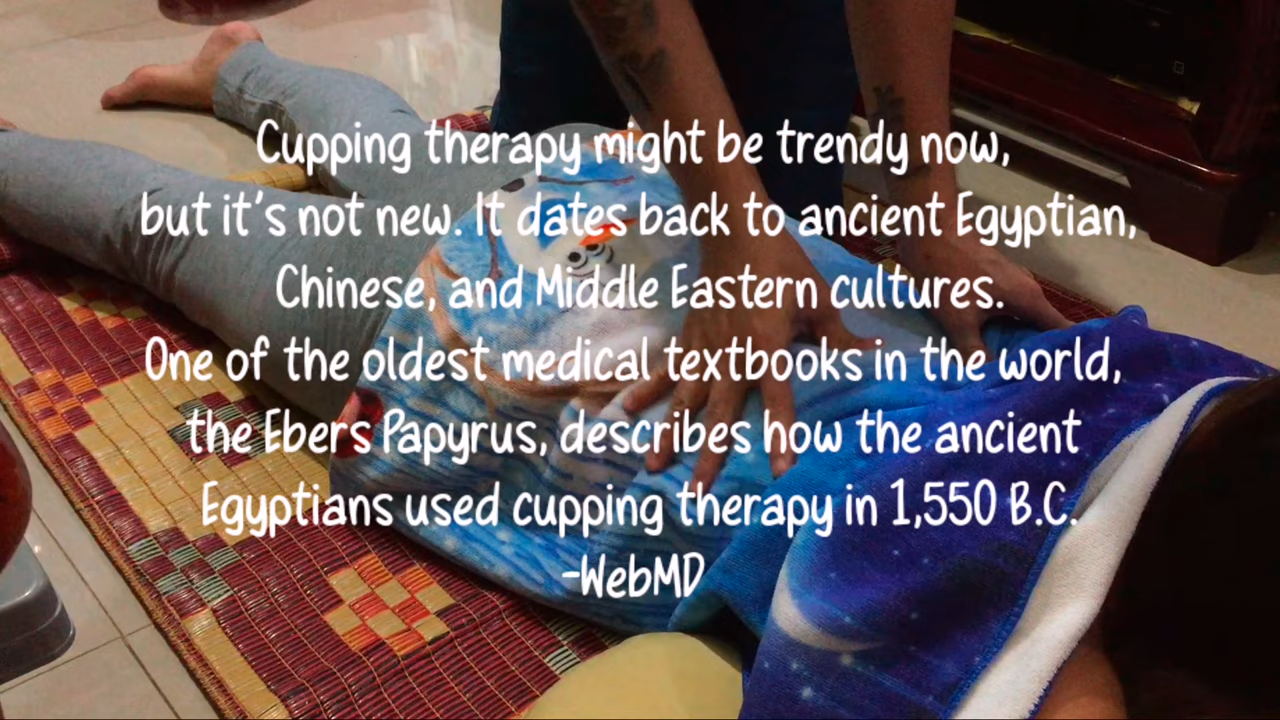 Cupping therapy might be trendy now,
but it's not new. It dates back to ancient Egyptian,
Chinese, and Middle Eastern cultures.
One of the oldest medical textbooks in the world,
the Ebers Papyrus, describes how the ancient
Egyptians used cupping therapy in 1,550 B.C.
-WebMD